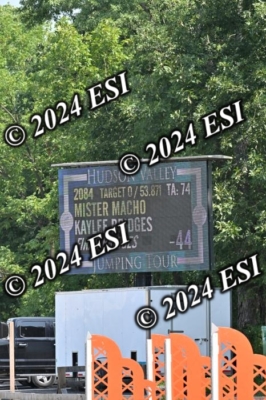 HUDSON VALLEY
2084 TARGET 0 / 53.871 TA: 74
MISTER MACHO
KAYLEE BRIDGES
-44
JUMPING TOUR
© 2024 ESI
© 2024 ESI
© 2024 ESI
© 2024 ESI
© 2024 ESI